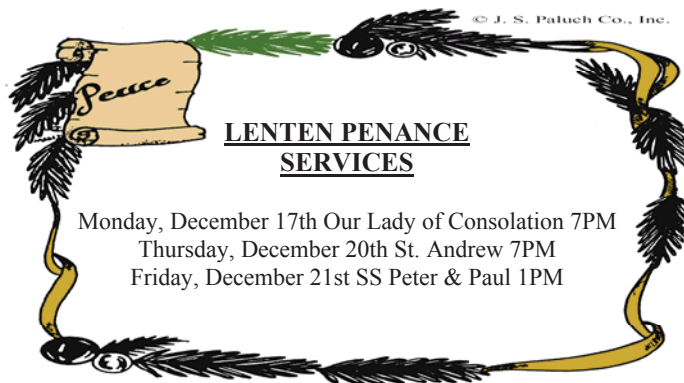 © J. S. Paluch Co., Inc.
Peace
LENTEN PENANCE
SERVICES
Monday, December 17th Our Lady of Consolation 7PM
Thursday, December 20th St. Andrew 7PM
Friday, December 21st SS Peter & Paul 1PM